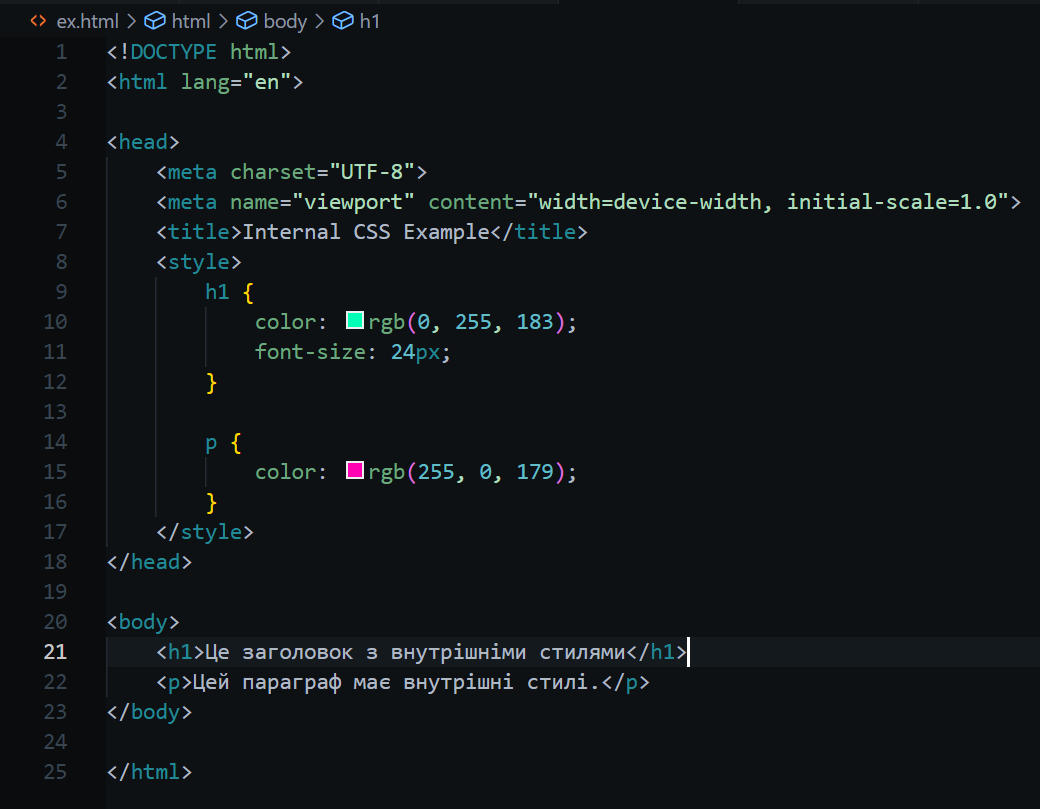 ex.html > html > body > h1
1 <!DOCTYPE html>
2 <html lang="en">
3
4 <head>
5     <meta charset="UTF-8">
6     <meta name="viewport" content="width=device-width, initial-scale=1.0">
7     <title>Internal CSS Example</title>
8     <style>
9         h1 {
10             color: rgb(0, 255, 183);
11             font-size: 24px;
12         }
13
14         p {
15             color: rgb(255, 0, 179);
16         }
17     </style>
18 </head>
19
20 <body>
21     <h1>Це заголовок з внутрішніми стилями</h1>
22     <p>Цей параграф має внутрішні стилі.</p>
23 </body>
24
25 </html>